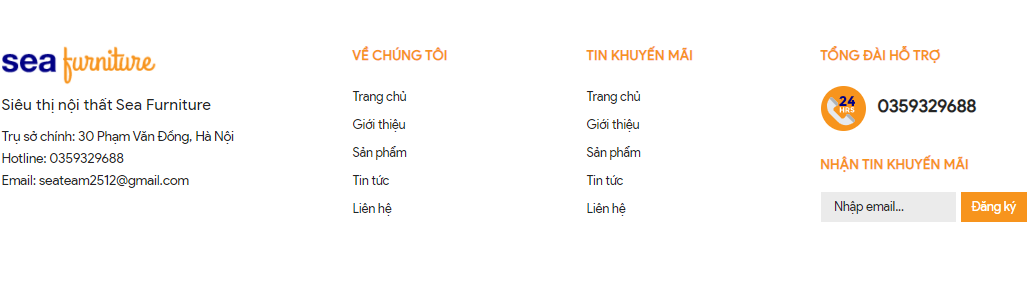 sea furniture
Siêu thị nội thất Sea Furniture
Trụ sở chính: 30 Phạm Văn Đồng, Hà Nội
Hotline: 0359329688
Email: seateam2512@gmail.com
VỀ CHÚNG TÔI
Trang chủ
Giới thiệu
Sản phẩm
Tin tức
Liên hệ
TIN KHUYẾN MÃI
Trang chủ
Giới thiệu
Sản phẩm
Tin tức
Liên hệ
TỔNG ĐÀI HỖ TRỢ
24
HRS
0359329688
NHẬN TIN KHUYẾN MÃI
Nhập email... Đăng ký